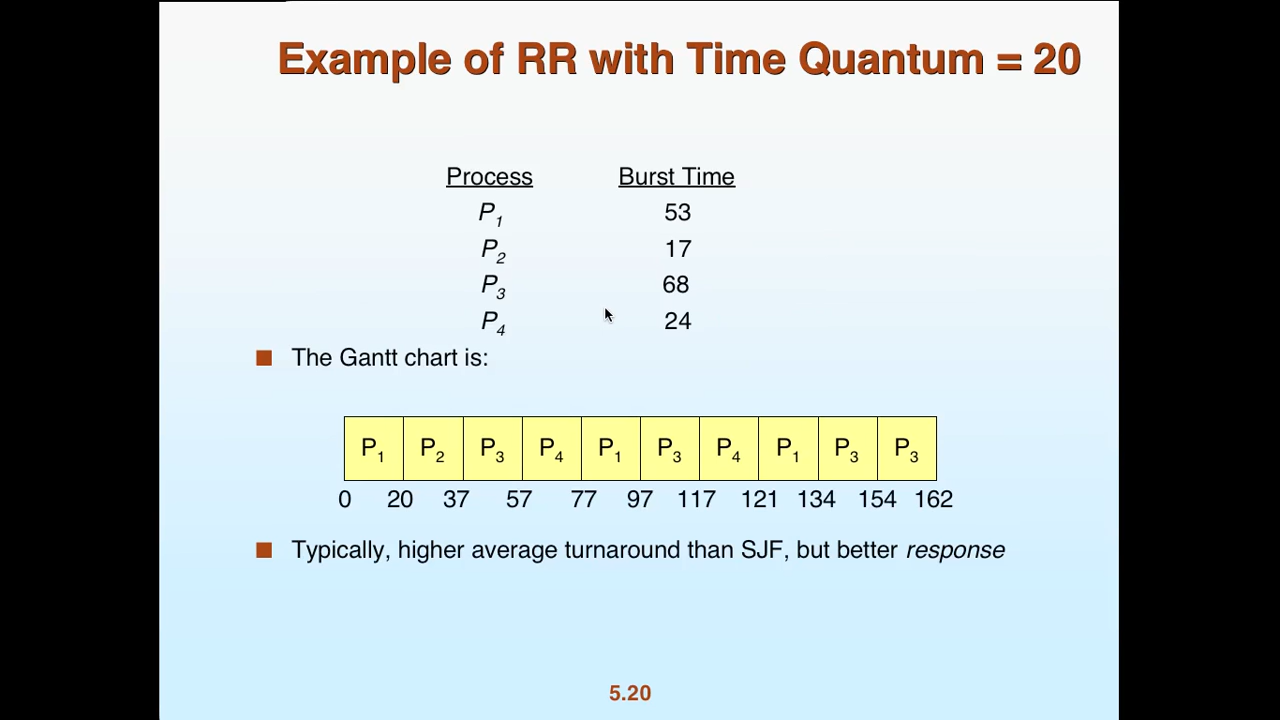 Example of RR with Time Quantum = 20
Process Burst Time
P1 53
P2 17
P3 68
P4 24
The Gantt chart is:
P1 P2 P3 P4 P1 P3 P4 P1 P3 P3
0 20 37 57 77 97 117 121 134 154 162
Typically, higher average turnaround than SJF, but better response
5.20